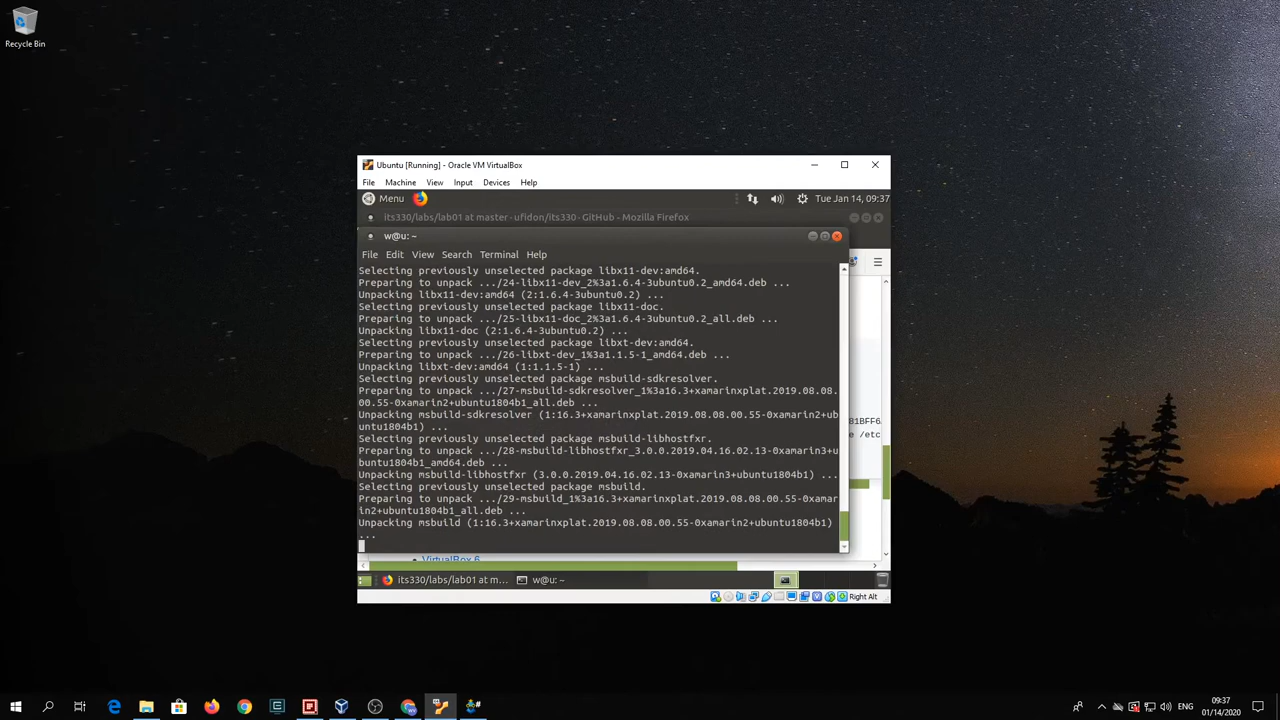 Recycle Bin
Ubuntu [Running] - Oracle VM VirtualBox
File Machine View Input Devices Help
Menu Tue Jan 14, 09:37
its330/labs/lab01 at master · ufidon/its330 · GitHub - Mozilla Firefox
w@u: ~
File Edit View Search Terminal Help
Selecting previously unselected package libx11-dev:amd64.
Preparing to unpack .../24-libx11-dev_2%3a1.6.4-3ubuntu0.2_amd64.deb ...
Unpacking libx11-dev:amd64 (2:1.6.4-3ubuntu0.2) ...
Selecting previously unselected package libx11-doc.
Preparing to unpack .../25-libx11-doc_2%3a1.6.4-3ubuntu0.2_all.deb ...
Unpacking libx11-doc (2:1.6.4-3ubuntu0.2) ...
Selecting previously unselected package libxt-dev:amd64.
Preparing to unpack .../26-libxt-dev_1%3a1.1.5-1_amd64.deb ...
Unpacking libxt-dev:amd64 (1:1.1.5-1) ...
Selecting previously unselected package msbuild-sdkresolver.
Preparing to unpack .../27-msbuild-sdkresolver_1%3a16.3+xamarinxplat.2019.08.08.
00.55-0xamarin2+ubuntu1804b1_all.deb ...
Unpacking msbuild-sdkresolver (1:16.3+xamarinxplat.2019.08.08.00.55-0xamarin2+ub
untu1804b1) ...
Selecting previously unselected package msbuild-libhostfxr.
Preparing to unpack .../28-msbuild-libhostfxr_3.0.0.2019.04.16.02.13-0xamarin3+u
buntu1804b1_amd64.deb ...
Unpacking msbuild-libhostfxr (3.0.0.2019.04.16.02.13-0xamarin3+ubuntu1804b1) ...
Selecting previously unselected package msbuild.
Preparing to unpack .../29-msbuild_1%3a16.3+xamarinxplat.2019.08.08.00.55-0xamar
in2+ubuntu1804b1_all.deb ...
Unpacking msbuild (1:16.3+xamarinxplat.2019.08.08.00.55-0xamarin2+ubuntu1804b1)
...
81BFF6
e /etc
VirtualBox 6
its330/labs/lab01 at m... w@u: ~
Right Alt
ENG
09:37
01/14/2020